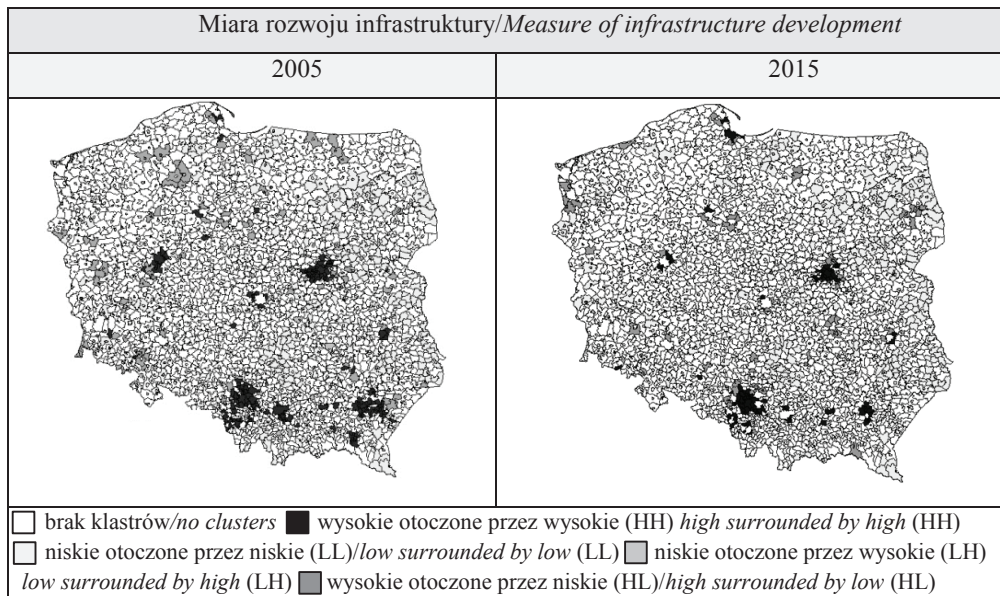 Miara rozwoju infrastruktury/Measure of infrastructure development
2005
2015
brak klastrów/no clusters wysokie otoczone przez wysokie (HH) high surrounded by high (HH)
niskie otoczone przez niskie (LL)/low surrounded by low (LL) niskie otoczone przez wysokie (LH)
low surrounded by high (LH) wysokie otoczone przez niskie (HL)/high surrounded by low (HL)